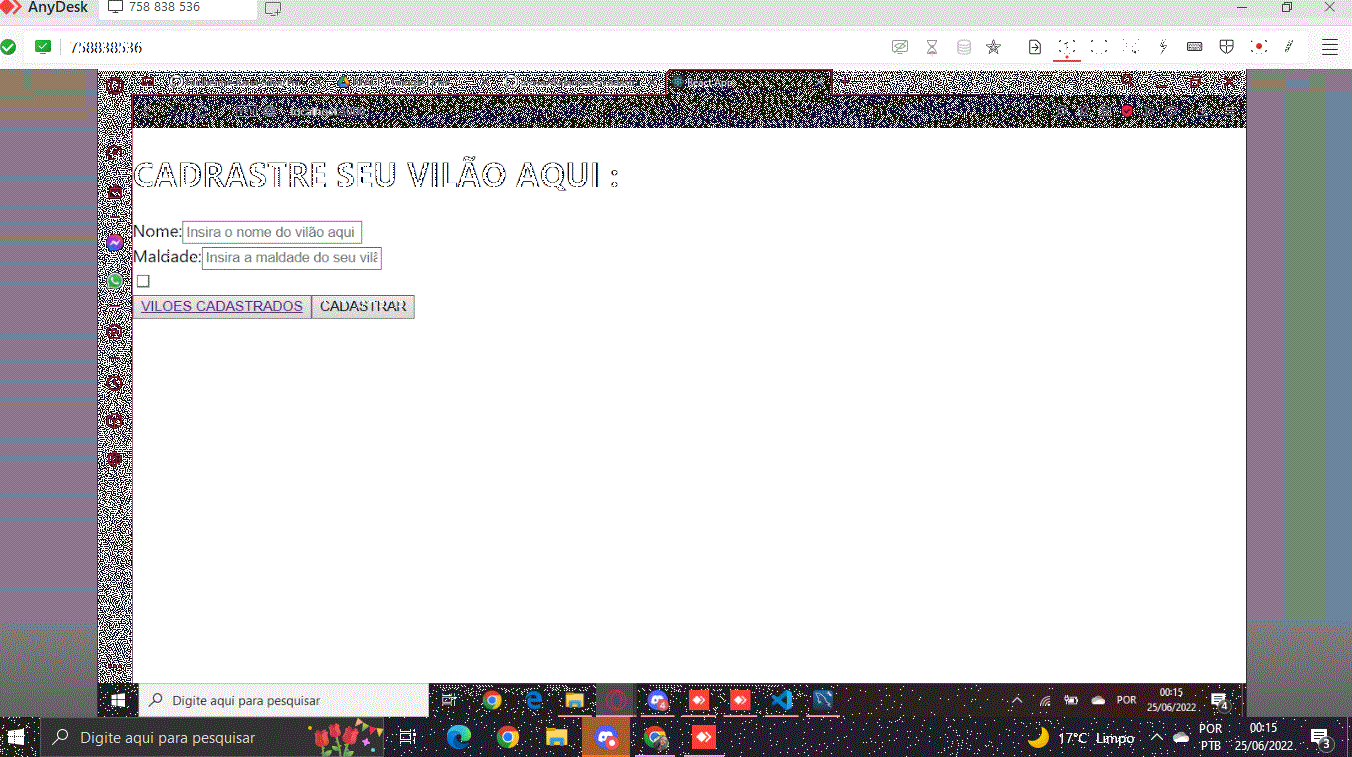 AnyDesk
758 838 536
758838536
CADRASTRE SEU VILÃO AQUI :
Nome: Insira o nome do vilão aqui
Maldade: Insira a maldade do seu vilã
VILOES CADASTRADOS CADASTRAR
Digite aqui para pesquisar
4
POR
00:15
25/06/2022
4
Digite aqui para pesquisar
17°C Limpo
POR
PTB
00:15
25/06/2022
3